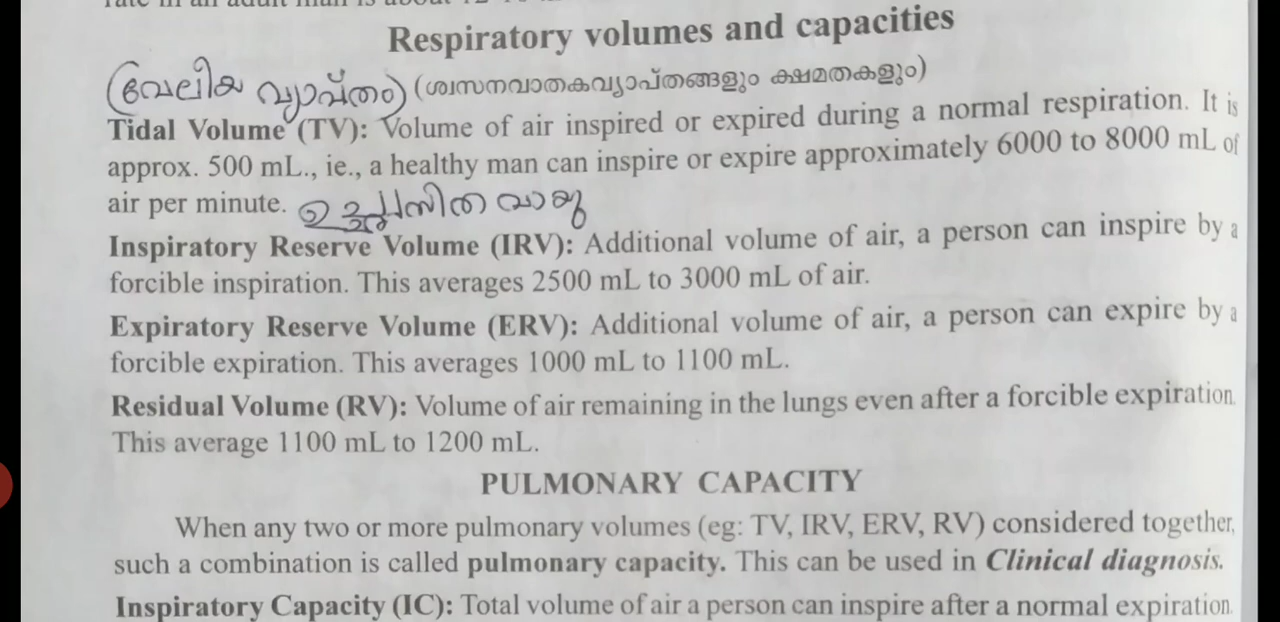 Respiratory volumes and capacities
(വേലിയ വ്യാപ്തം) (ശ്വസനവാതകവ്യാപ്തങ്ങളും ക്ഷമതകളും)
Tidal Volume (TV): Volume of air inspired or expired during a normal respiration. It is
approx. 500 mL., ie., a healthy man can inspire or expire approximately 6000 to 8000 mL of
air per minute. വായു
Inspiratory Reserve Volume (IRV): Additional volume of air, a person can inspire by a
forcible inspiration. This averages 2500 mL to 3000 mL of air.
Expiratory Reserve Volume (ERV): Additional volume of air, a person can expire by a
forcible expiration. This averages 1000 mL to 1100 mL.
Residual Volume (RV): Volume of air remaining in the lungs even after a forcible expiration.
This average 1100 mL to 1200 mL.
PULMONARY CAPACITY
When any two or more pulmonary volumes (eg: TV, IRV, ERV, RV) considered together,
such a combination is called pulmonary capacity. This can be used in Clinical diagnosis.
Inspiratory Capacity (IC): Total volume of air a person can inspire after a normal expiration.